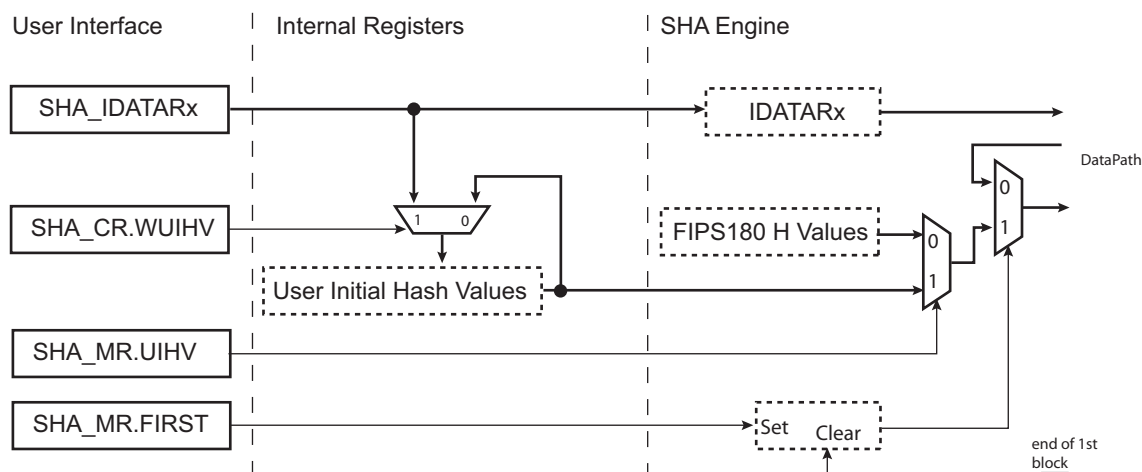 User Interface
Internal Registers
SHA Engine
SHA_IDATARx
IDATARx
DataPath
0
1
1
0
SHA_CR.WUIHV
FIPS180 H Values
0
1
User Initial Hash Values
SHA_MR.UIHV
SHA_MR.FIRST
Set
Clear
end of 1st
block